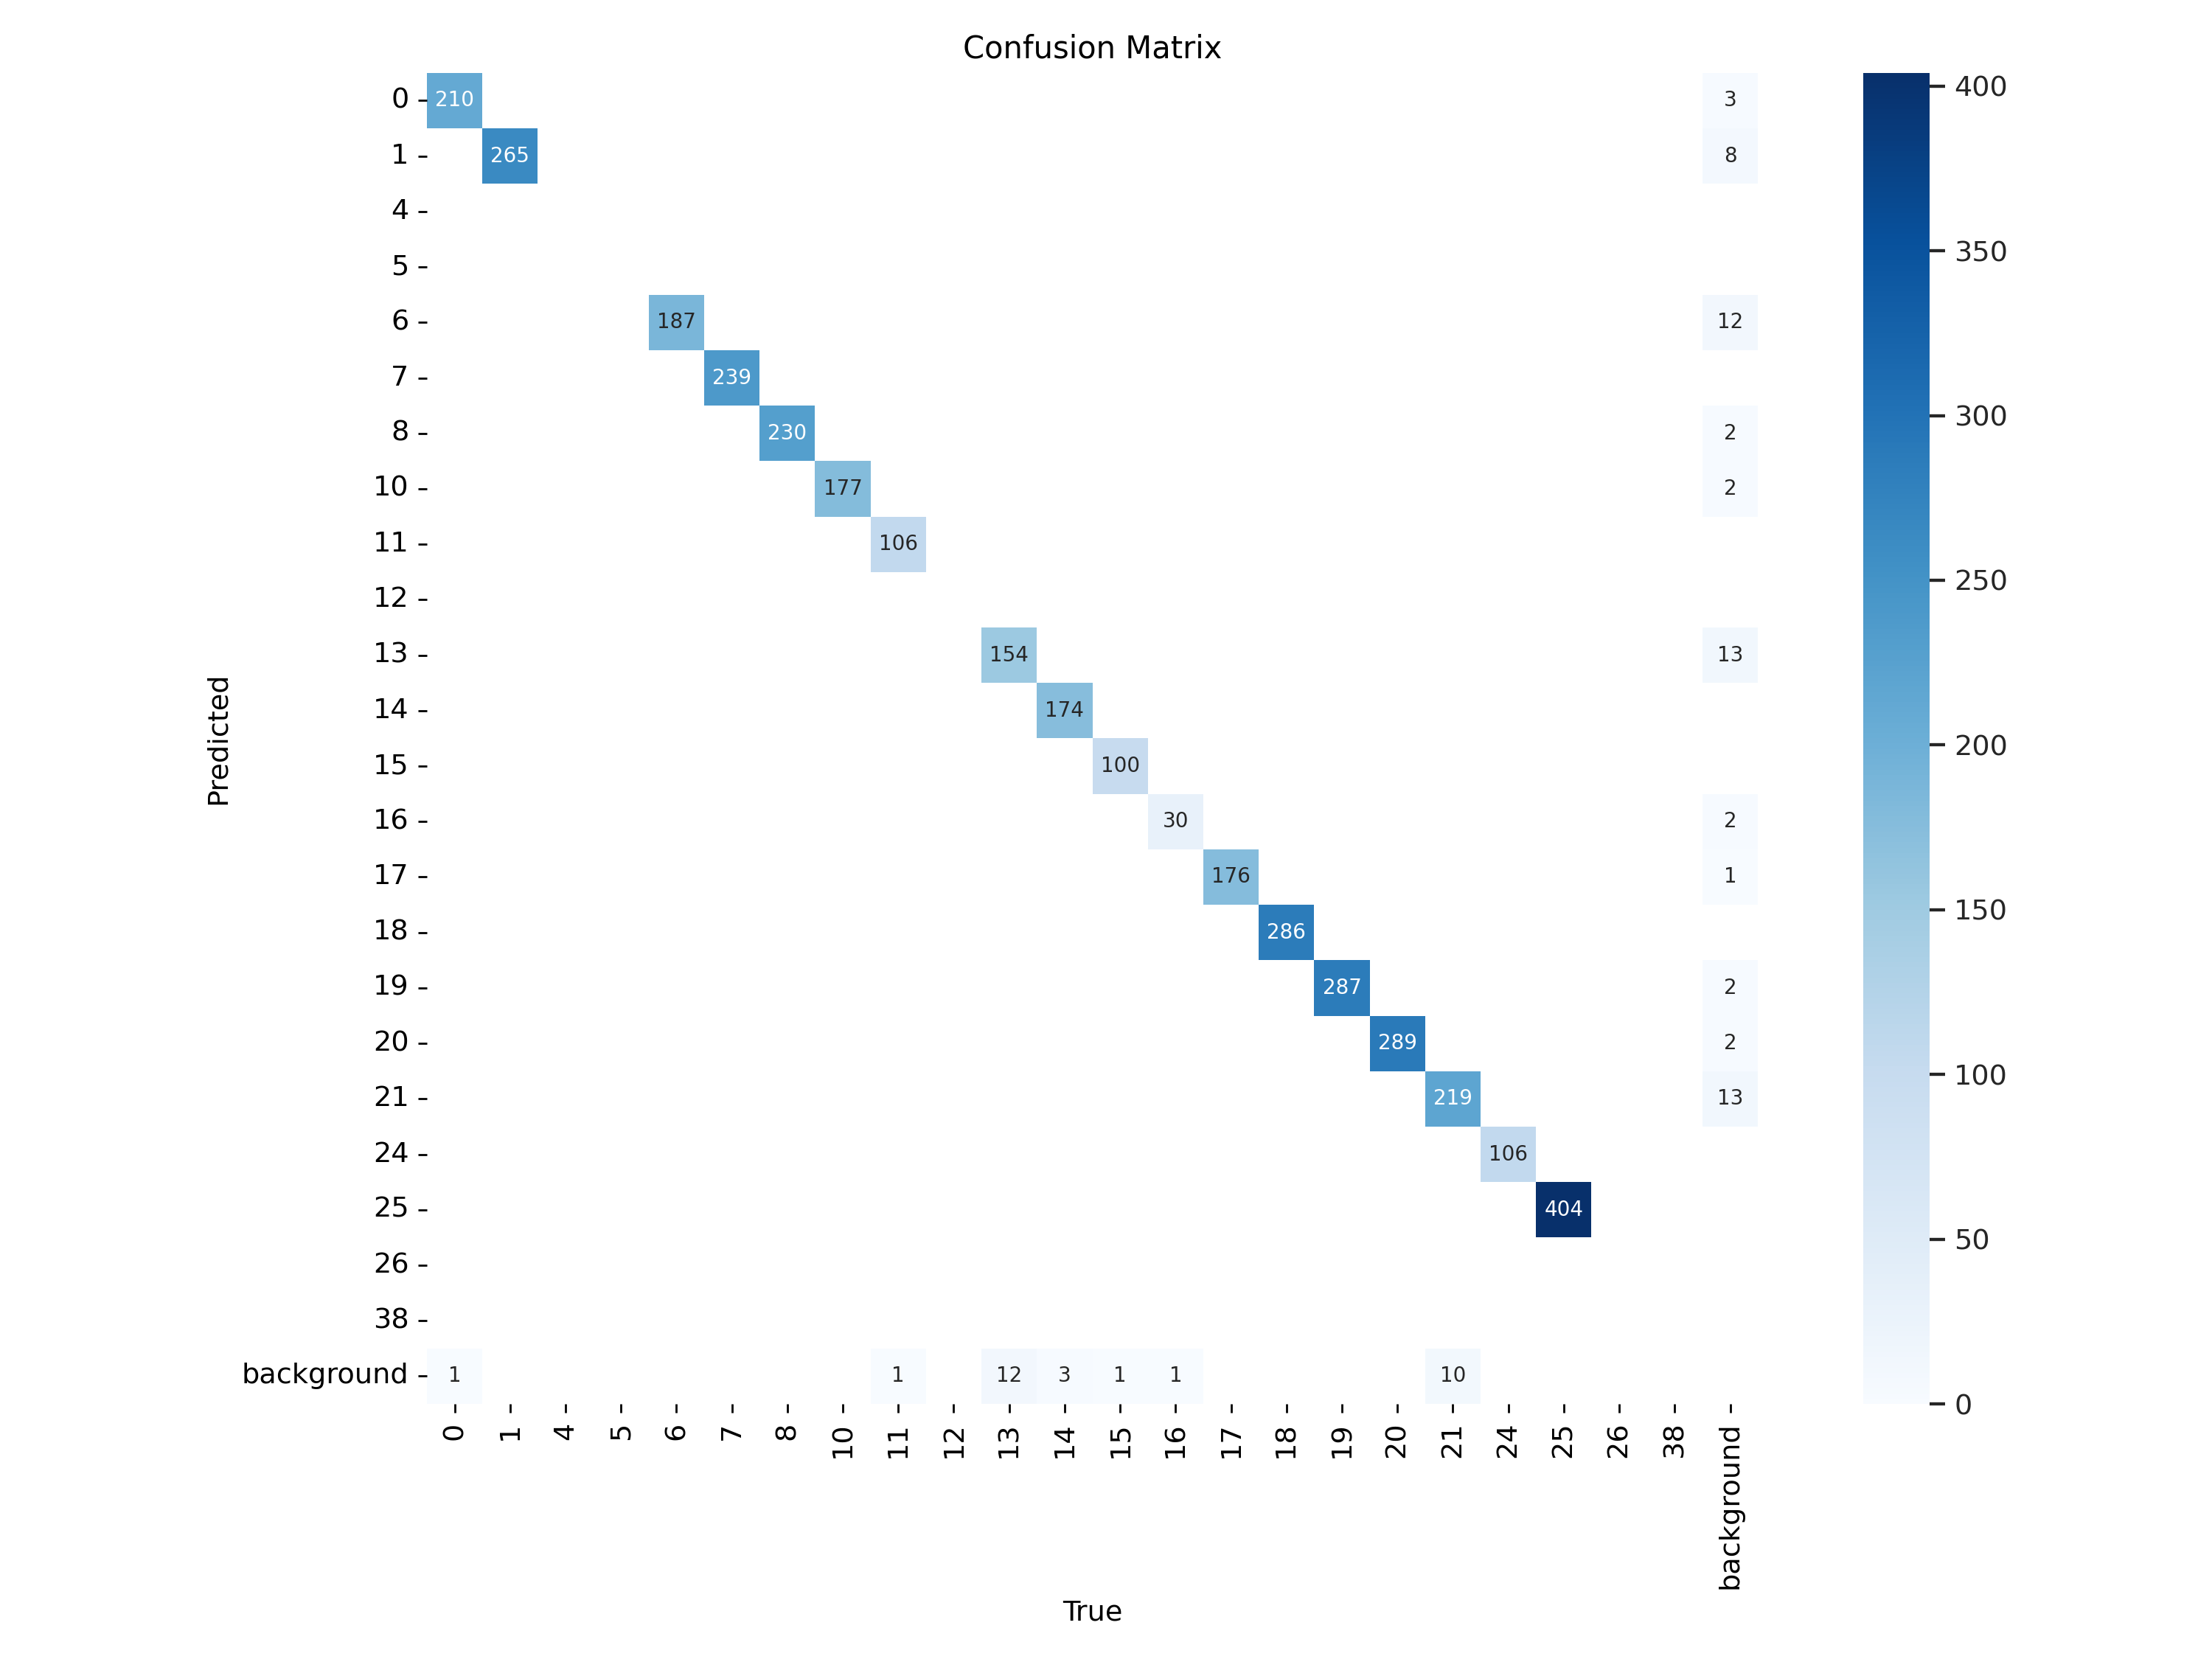 Confusion Matrix
0 210 3
1 265 8
4
5
6 187 12
7 239
8 230 2
10 177 2
11 106
12
13 154 13
14 174
15 100
16 30 2
17 176 1
18 286
19 287 2
20 289 2
21 219 13
24 106
25 404
26
38
background 1 1 12 3 1 1 10
0 1 4 5 6 7 8 10 11 12 13 14 15 16 17 18 19 20 21 24 25 26 38 background
True
Predicted
400
350
300
250
200
150
100
50
0